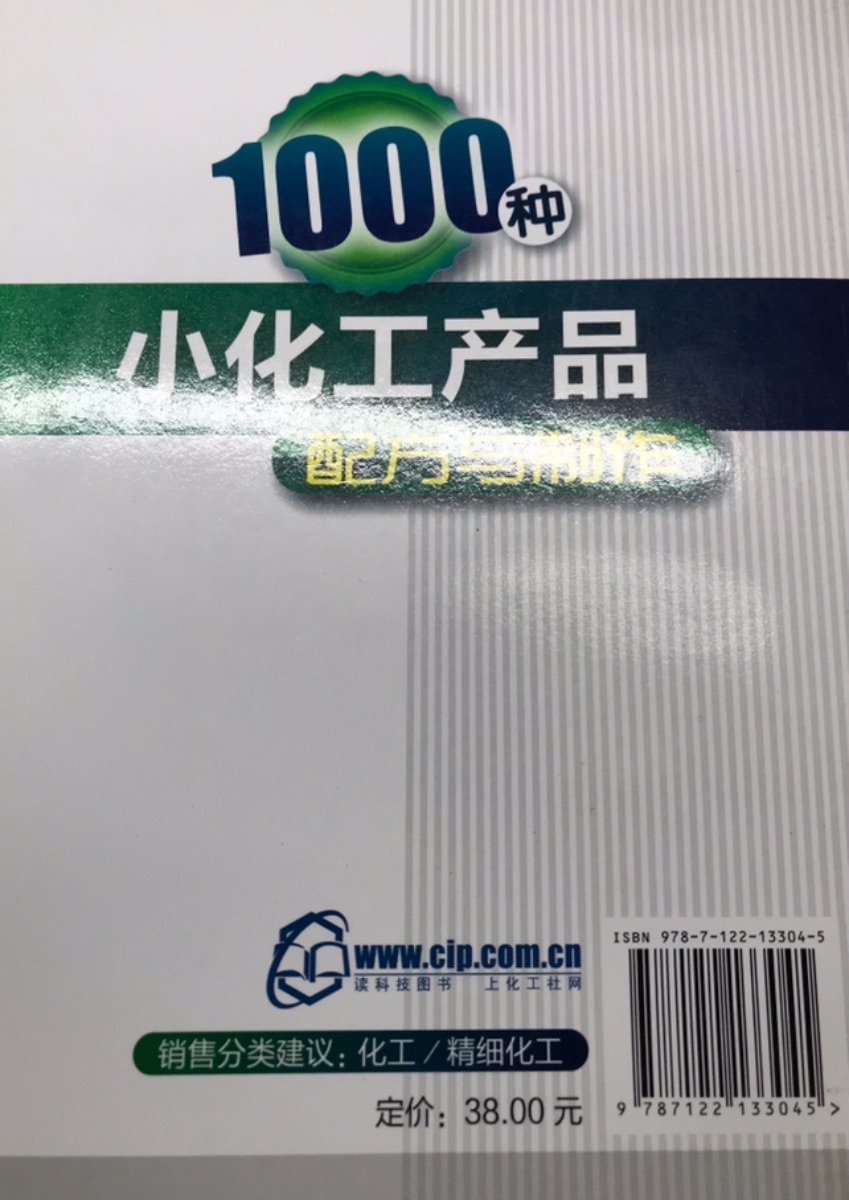 1000种
小化工产品
配方与制作
www.cip.com.cn
读科技图书 上化工社网
销售分类建议：化工/精细化工
定价：38.00元
ISBN 978-7-122-13304-5
9 787122 133045 >